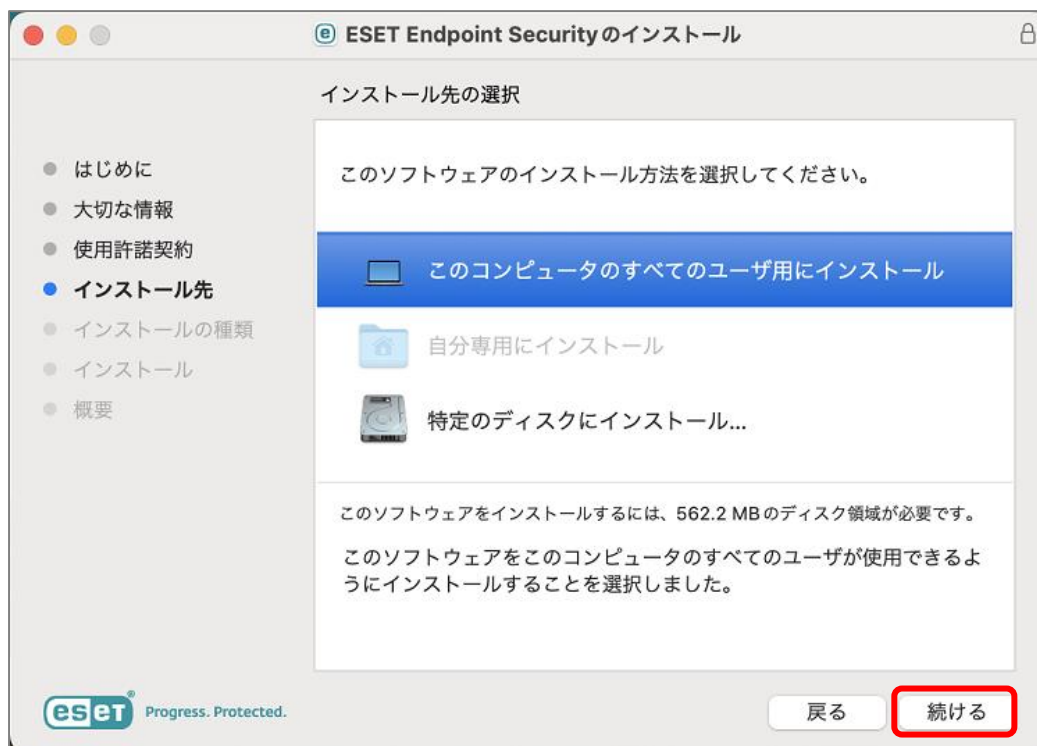 ESET Endpoint Securityのインストール
インストール先の選択
はじめに
大切な情報
使用許諾契約
インストール先
インストールの種類
インストール
概要
このソフトウェアのインストール方法を選択してください。
このコンピュータのすべてのユーザ用にインストール
自分専用にインストール
特定のディスクにインストール...
このソフトウェアをインストールするには、562.2 MBのディスク領域が必要です。
このソフトウェアをこのコンピュータのすべてのユーザが使用できるよ
うにインストールすることを選択しました。
eset® Progress. Protected.
戻る
続ける